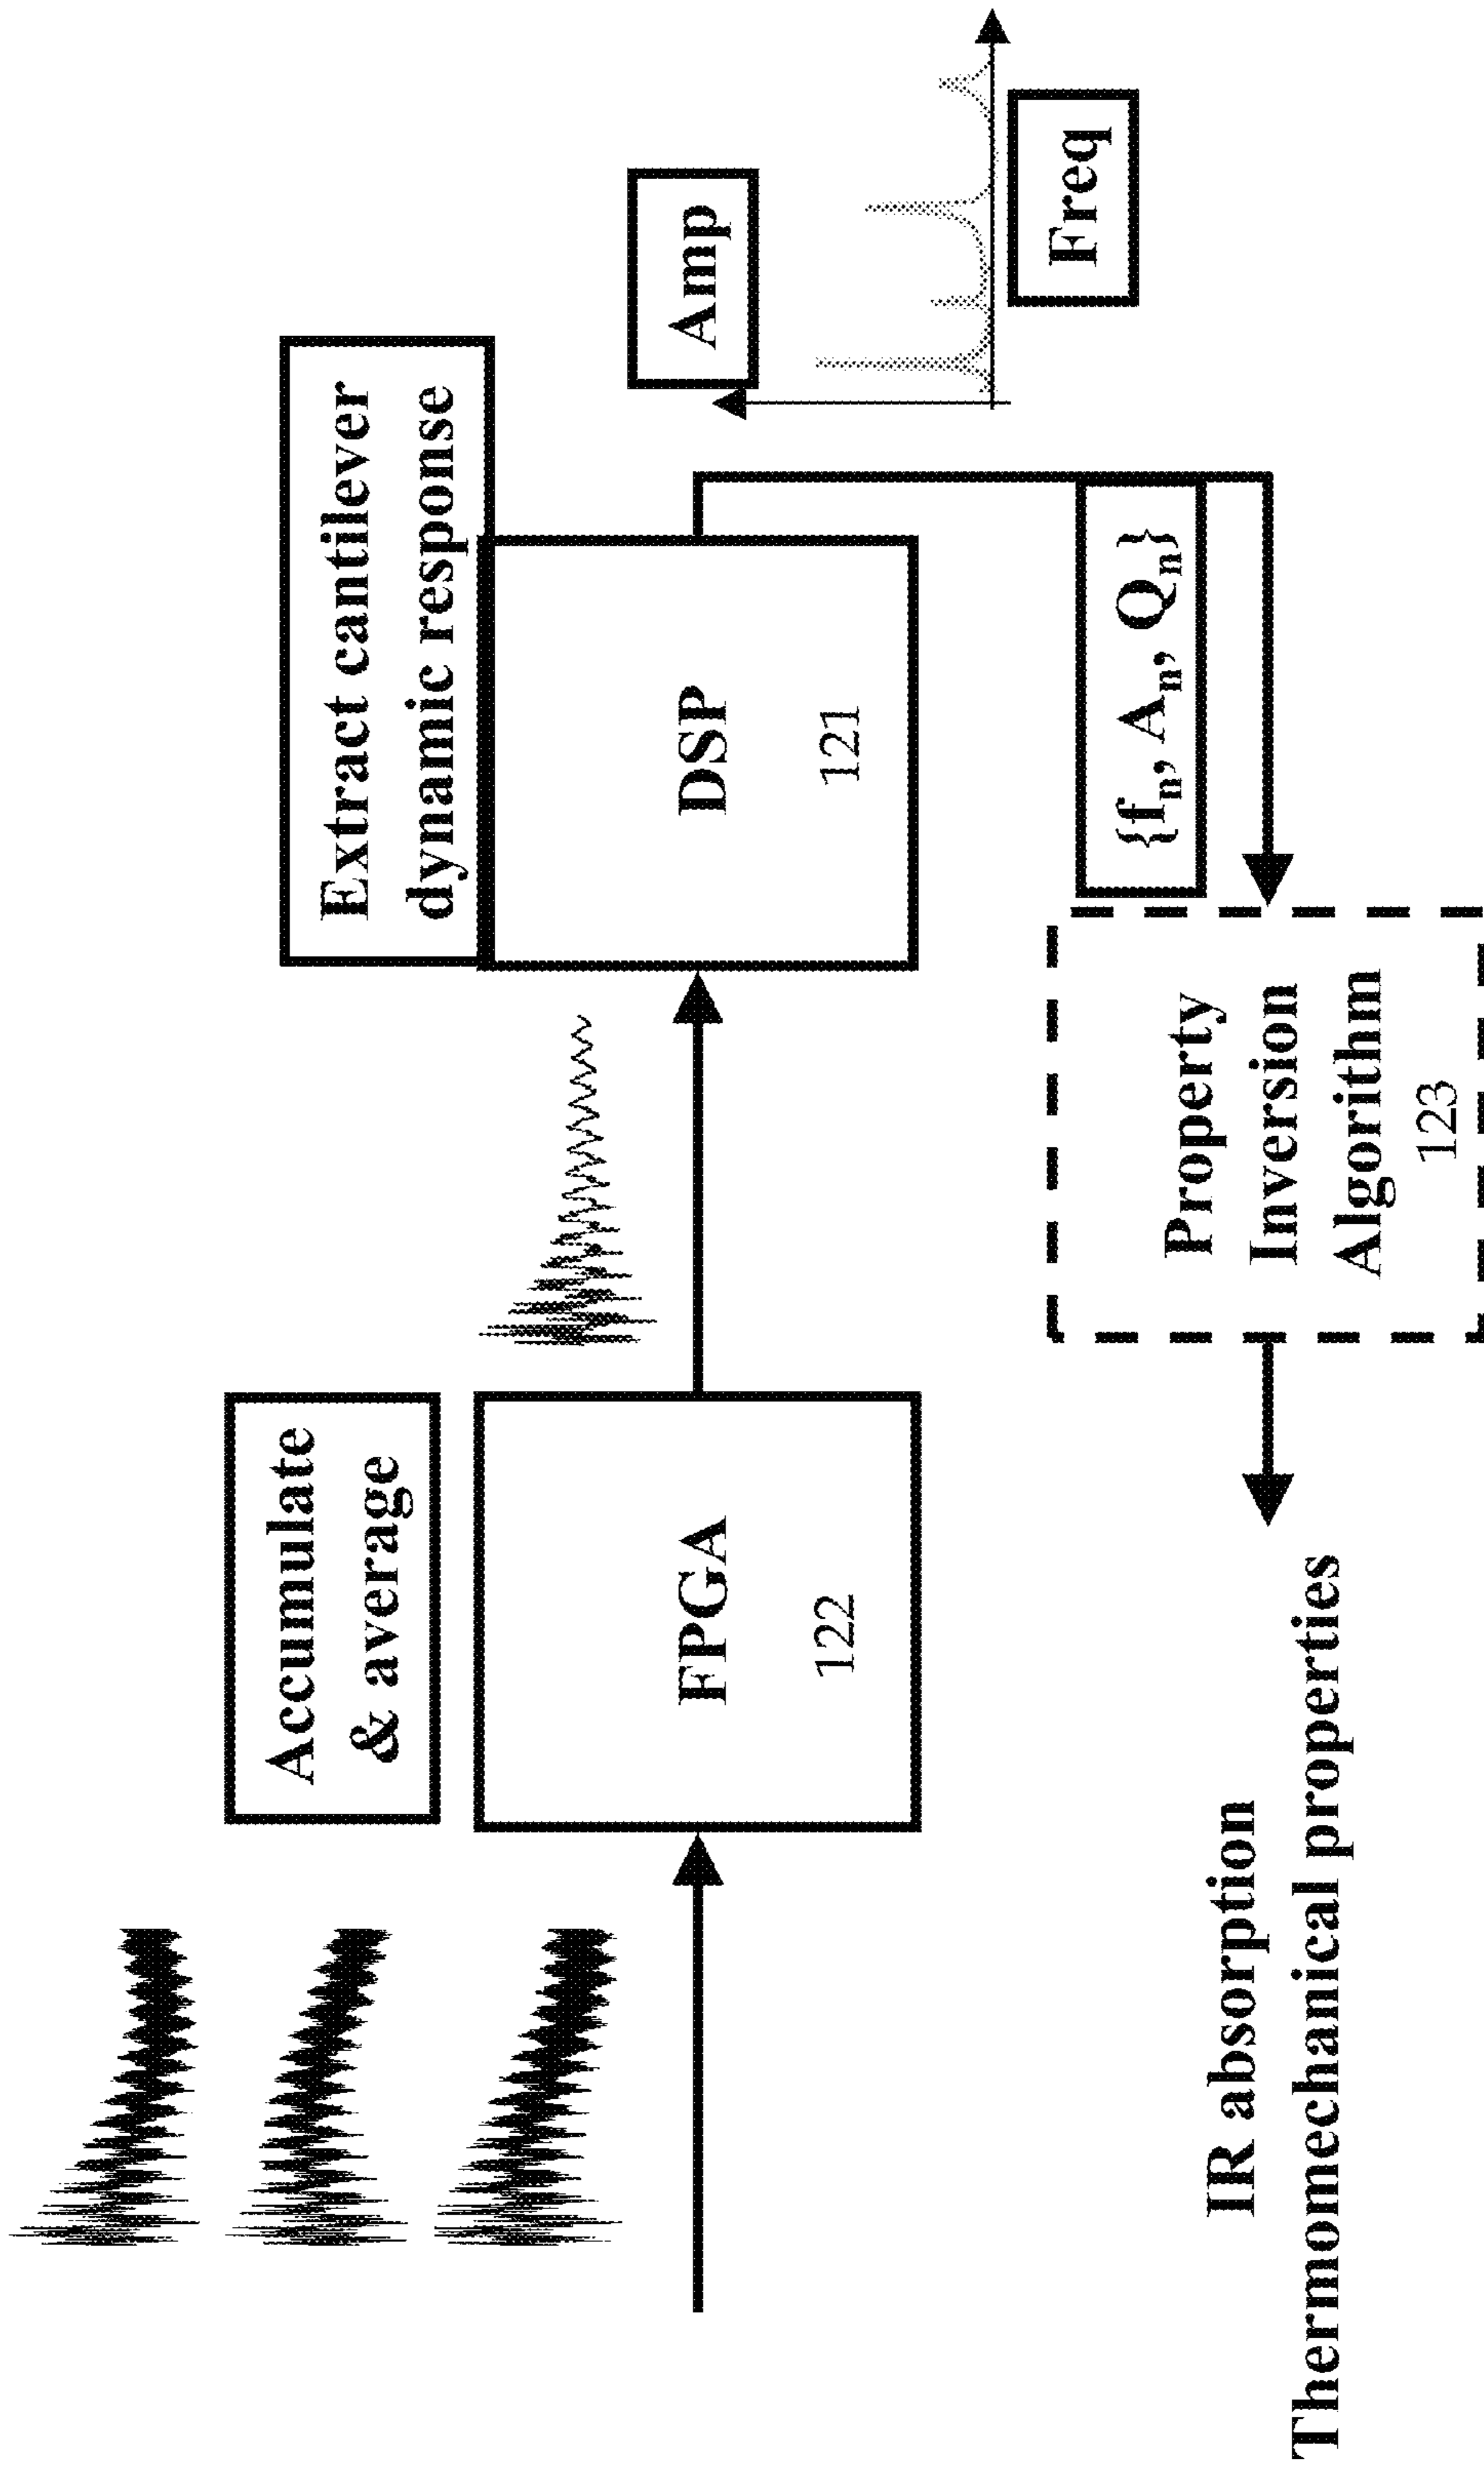 Accumulate
& average
FPGA
122
Extract cantilever
dynamic response
DSP
121
Amp
Freq
{fn, An, Qn}
Property
Inversion
Algorithm
123
IR absorption
Thermomechanical properties